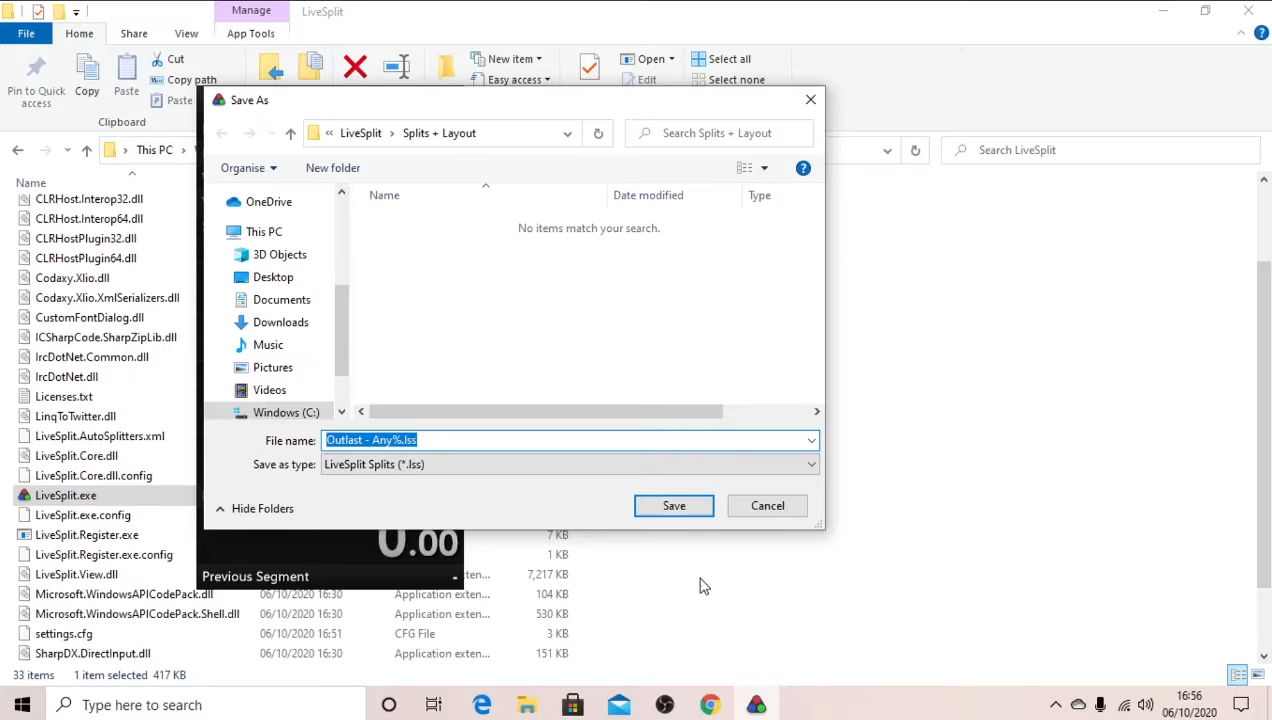 Manage
LiveSplit
File
Home
Share
View
App Tools
Pin to Quick
access
Copy
Paste
Cut
Copy path
Paste
Clipboard
New item
Easy access
Open
Edit
Select all
Select none
This PC
Search LiveSplit
Save As
LiveSplit
Splits + Layout
Search Splits + Layout
Organise
New folder
OneDrive
This PC
3D Objects
Desktop
Documents
Downloads
Music
Pictures
Videos
Windows (C:)
Name
Date modified
Type
No items match your search.
File name:
Outlast - Any%.lss
Save as type:
LiveSplit Splits (*.lss)
Hide Folders
Save
Cancel
Name
CLRHost.Interop32.dll
CLRHost.Interop64.dll
CLRHostPlugin32.dll
CLRHostPlugin64.dll
Codaxy.Xlio.dll
Codaxy.Xlio.XmlSerializers.dll
CustomFontDialog.dll
ICSharpCode.SharpZipLib.dll
IrcDotNet.Common.dll
IrcDotNet.dll
Licenses.txt
LinqToTwitter.dll
LiveSplit.AutoSplitters.xml
LiveSplit.Core.dll
LiveSplit.Core.dll.config
LiveSplit.exe
LiveSplit.exe.config
LiveSplit.Register.exe 7 KB
LiveSplit.Register.exe.config 1 KB
LiveSplit.View.dll exten... 7,217 KB
Microsoft.WindowsAPICodePack.dll 06/10/2020 16:30 Application exten... 104 KB
Microsoft.WindowsAPICodePack.Shell.dll 06/10/2020 16:30 Application exten... 530 KB
settings.cfg 06/10/2020 16:51 CFG File 3 KB
SharpDX.DirectInput.dll 06/10/2020 16:30 Application exten... 151 KB
0.00
Previous Segment -
33 items 1 item selected 417 KB
Type here to search
16:56
06/10/2020